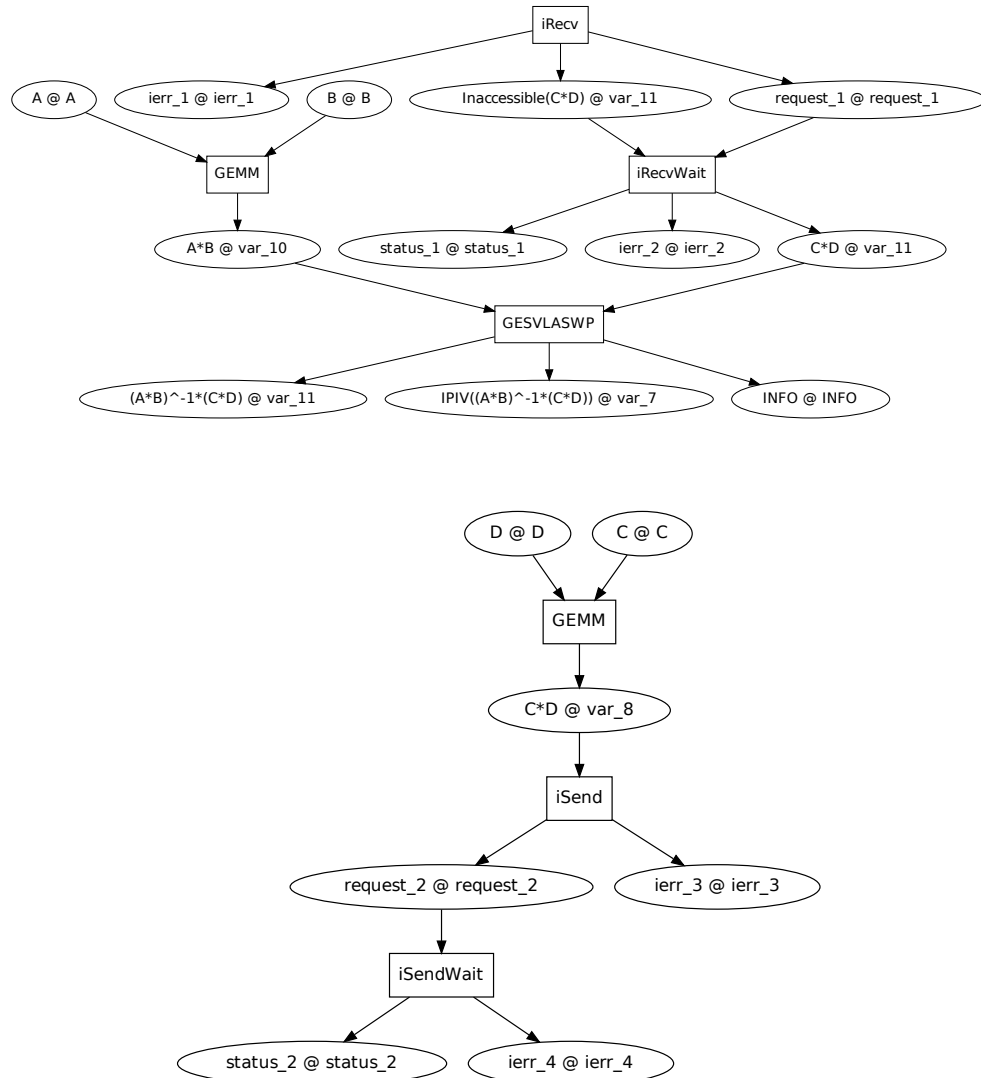 iRecv
A @ A
ierr_1 @ ierr_1
B @ B
Inaccessible(C*D) @ var_11
request_1 @ request_1
GEMM
iRecvWait
A*B @ var_10
status_1 @ status_1
ierr_2 @ ierr_2
C*D @ var_11
GESVLASWP
(A*B)^-1*(C*D) @ var_11
IPIV((A*B)^-1*(C*D)) @ var_7
INFO @ INFO
D @ D
C @ C
GEMM
C*D @ var_8
iSend
request_2 @ request_2
ierr_3 @ ierr_3
iSendWait
status_2 @ status_2
ierr_4 @ ierr_4